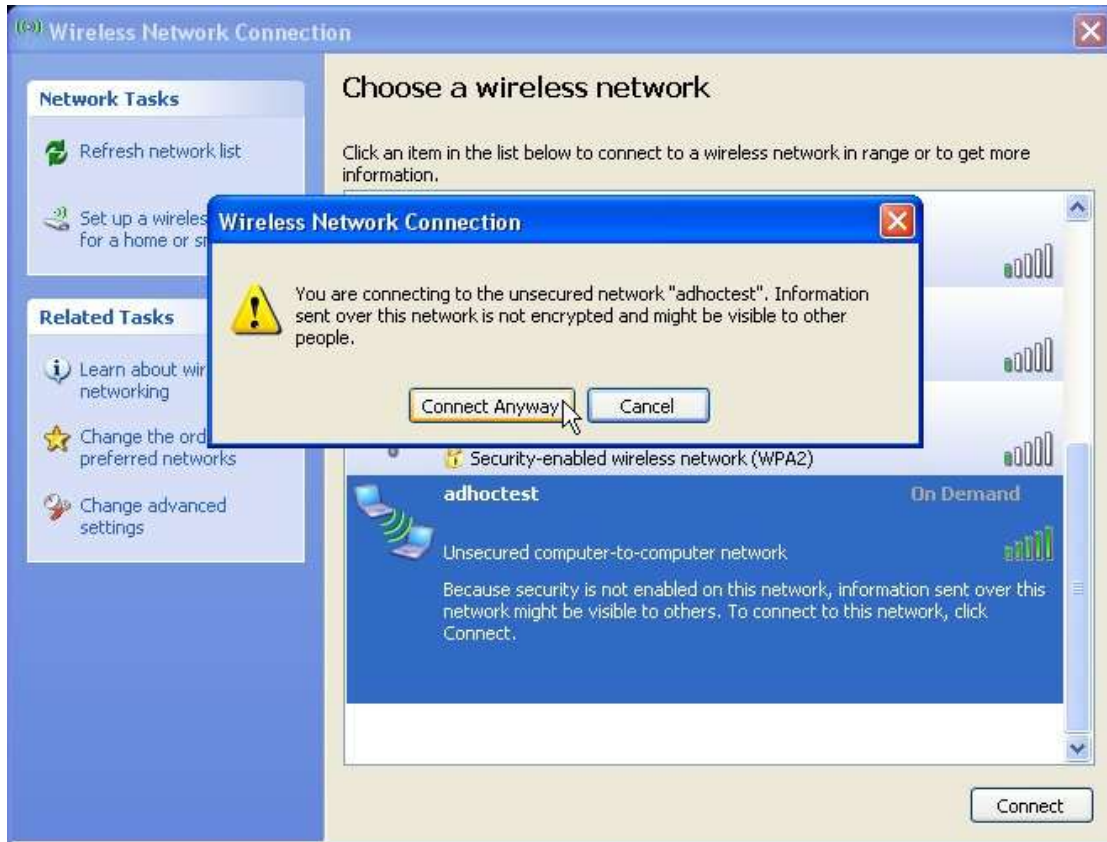 Wireless Network Connection
Network Tasks
Refresh network list
Set up a wireles
for a home or
Related Tasks
Learn about wir
networking
Change the ord
preferred networks
Change advanced
settings
Choose a wireless network
Click an item in the list below to connect to a wireless network in range or to get more
information.
Wireless Network Connection
You are connecting to the unsecured network "adhoctest". Information
sent over this network is not encrypted and might be visible to other
people.
Connect Anyway
Cancel
Security-enabled wireless network (WPA2)
adhoctest
On Demand
Unsecured computer-to-computer network
Because security is not enabled on this network, information sent over this
network might be visible to others. To connect to this network, click
Connect.
Connect